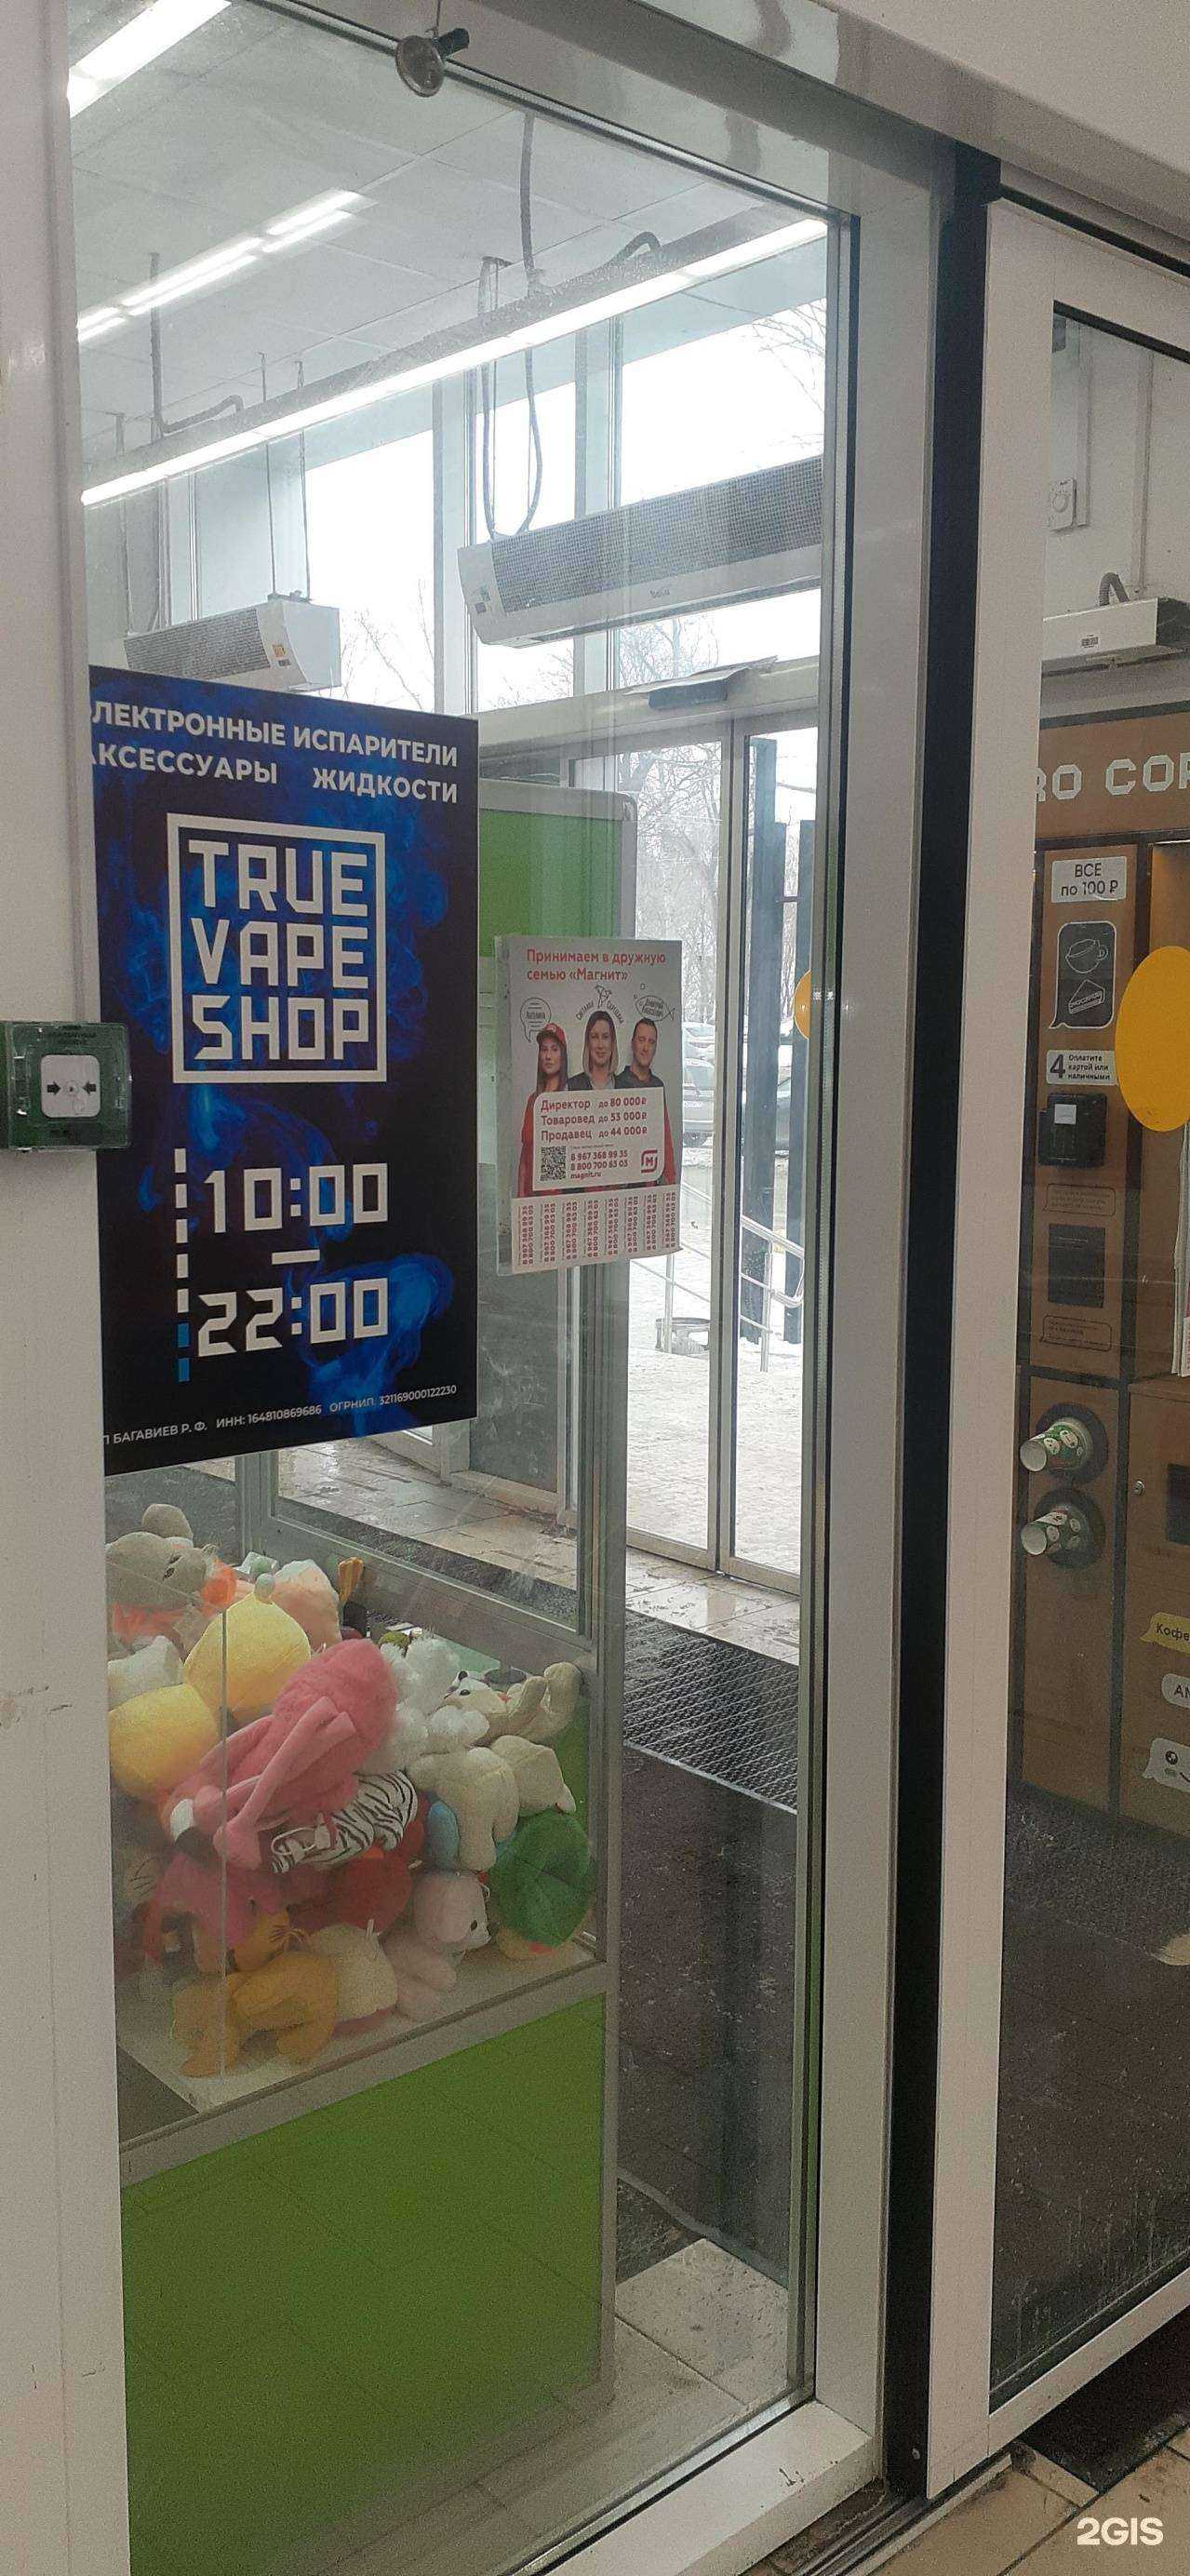 ЛЕКТРОННЫЕ ИСПАРИТЕЛИ
АКСЕССУАРЫ ЖИДКОСТИ
TRUE
VAPE
SHOP
10:00
—
22:00
П БАГАВИЕВ Р. Ф. ИНН: 164810869686 ОГРНИП: 321169000122230
Принимаем в дружную
семью «Магнит»
Директор до 80 000 ₽
Товаровед до 53 000 ₽
Продавец до 44 000 ₽
8 967 368 99 35
8 800 700 63 03
magnit.ru
RO COF
ВСЕ
по 100 ₽
4 Оплатите
картой или
наличными
Кофе
2GIS